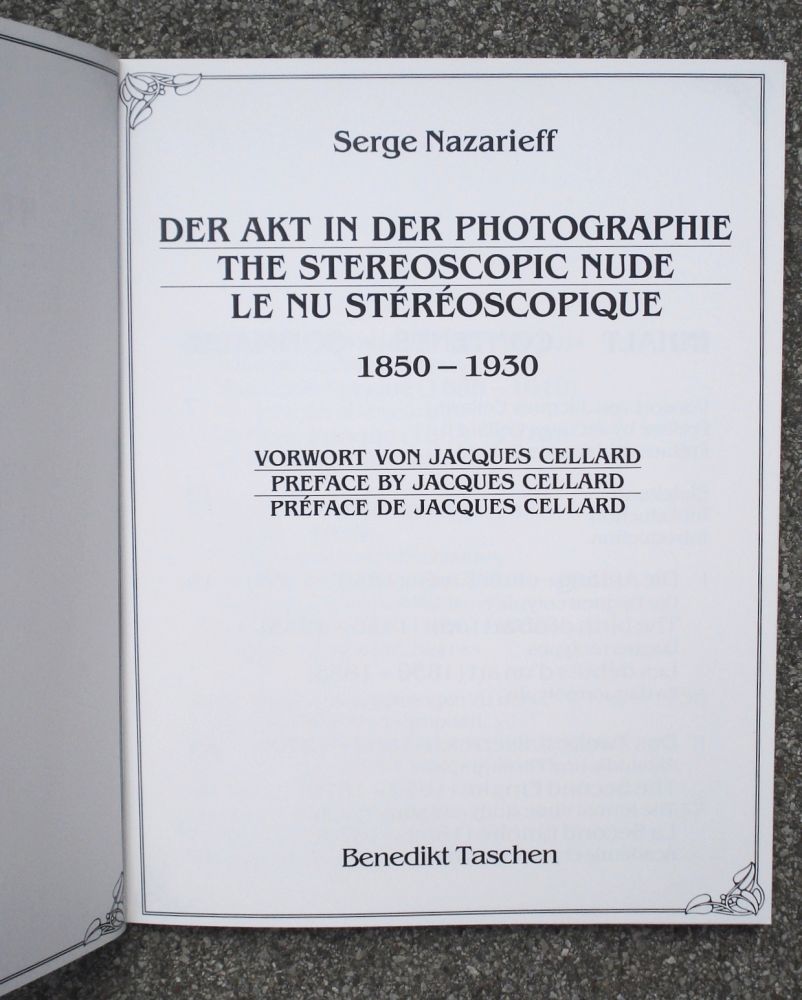 Serge Nazarieff
DER AKT IN DER PHOTOGRAPHIE
THE STEREOSCOPIC NUDE
LE NU STÉRÉOSCOPIQUE
1850 – 1930
VORWORT VON JACQUES CELLARD
PREFACE BY JACQUES CELLARD
PRÉFACE DE JACQUES CELLARD
Benedikt Taschen